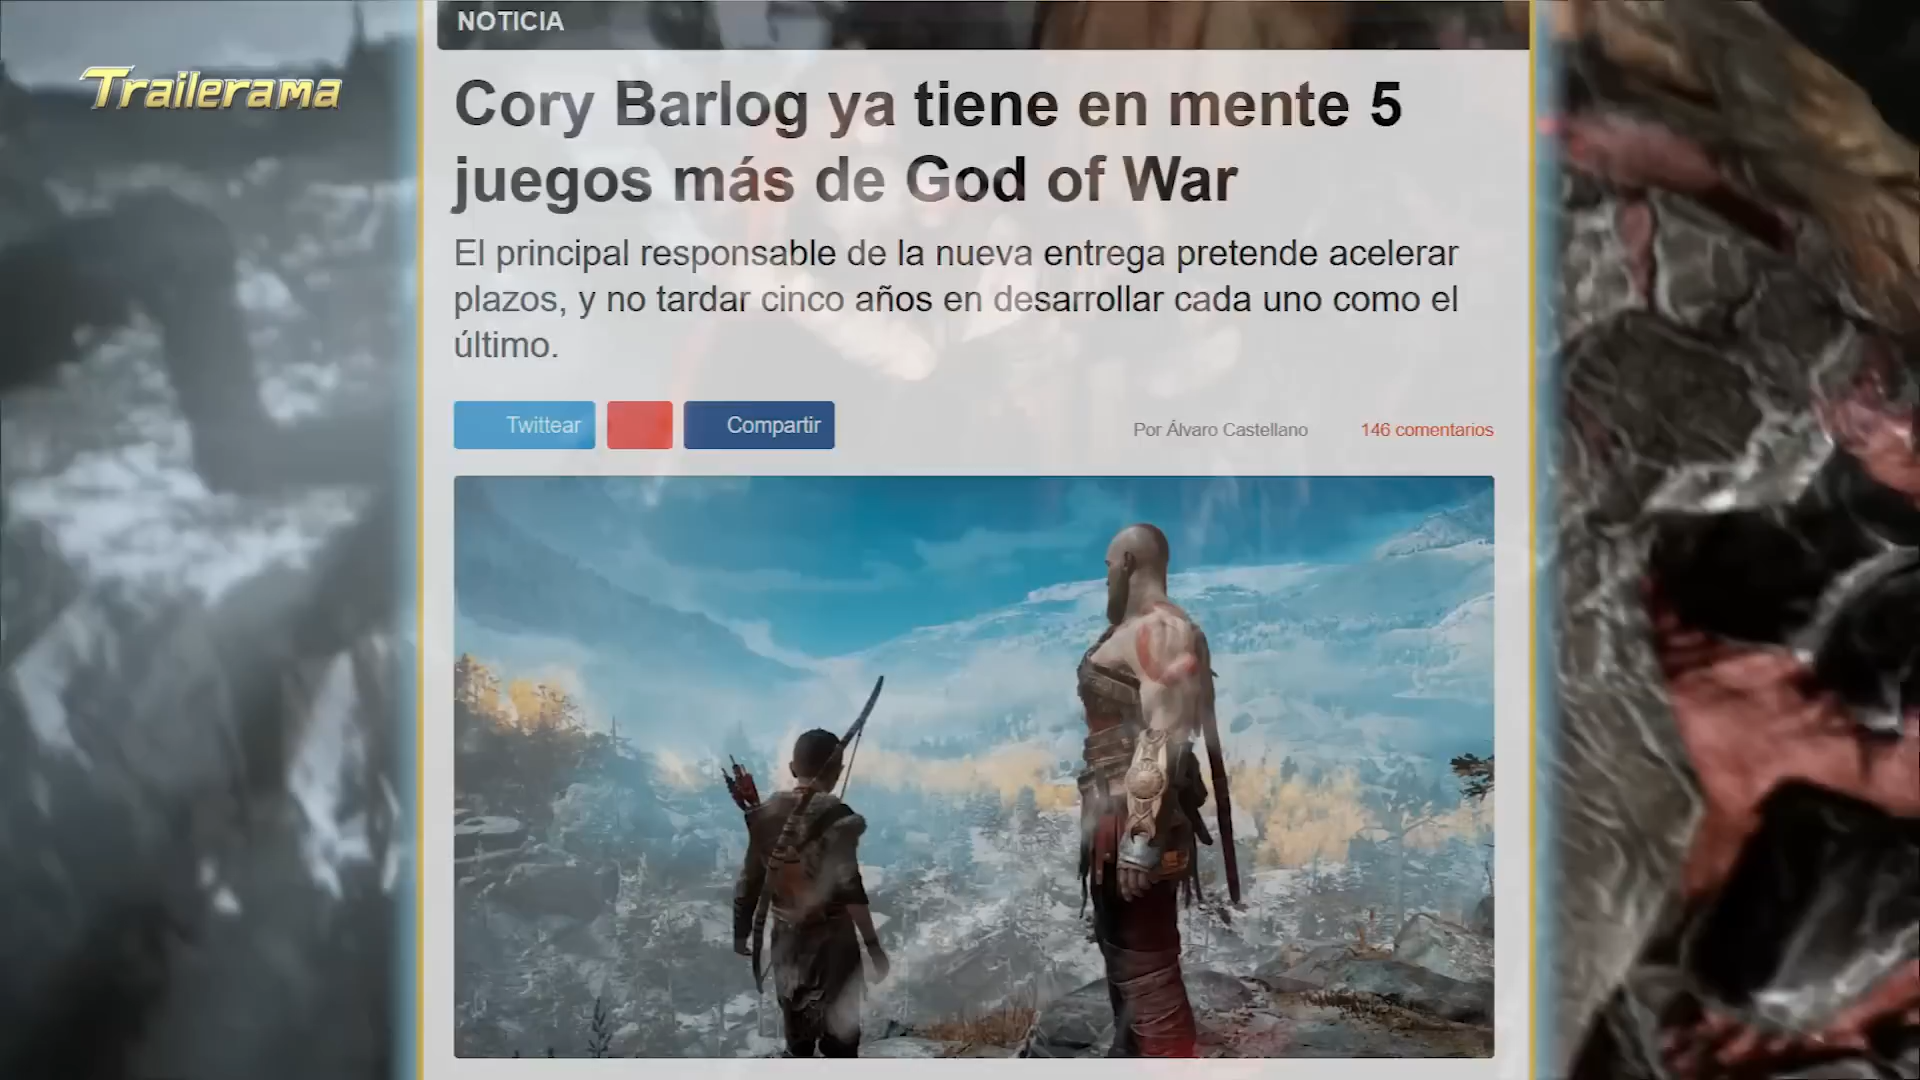 NOTICIA
Trailerama
Cory Barlog ya tiene en mente 5
juegos más de God of War
El principal responsable de la nueva entrega pretende acelerar
plazos, y no tardar cinco años en desarrollar cada uno como el
último.
Twittear
Compartir
Por Álvaro Castellano
146 comentarios